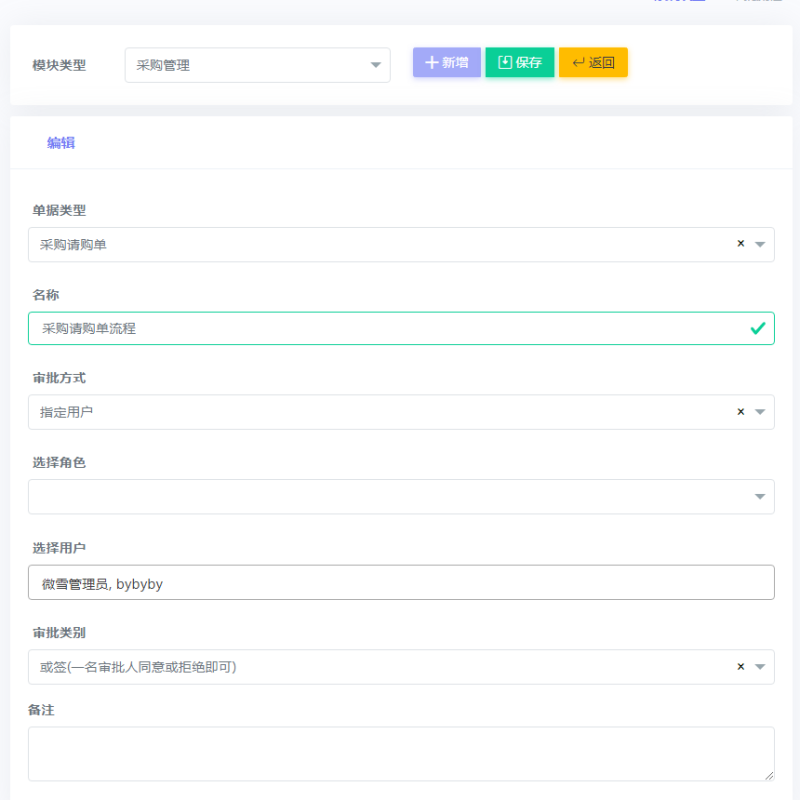 模块类型
采购管理
新增
保存
返回
编辑
单据类型
采购请购单
名称
采购请购单流程
审批方式
指定用户
选择角色
选择用户
微雪管理员, bybyby
审批类别
或签(一名审批人同意或拒绝即可)
备注